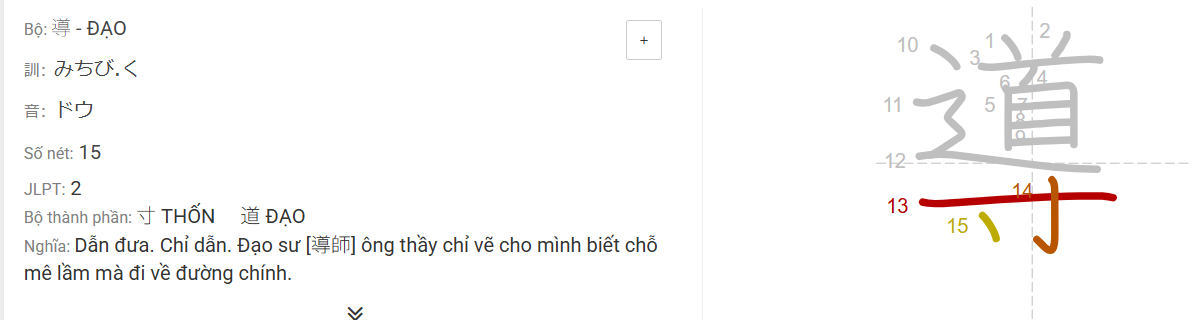 Bộ: 導 - ĐẠO
+
訓: みちび.く
音: ドウ
Số nét: 15
JLPT: 2
Bộ thành phần: 寸 THỐN 道 ĐẠO
Nghĩa: Dẫn đưa. Chỉ dẫn. Đạo sư [導師] ông thầy chỉ vẽ cho mình biết chỗ
mê lầm mà đi về đường chính.
導
1
2
3
4
5
6
7
8
9
10
11
12
13
14
15